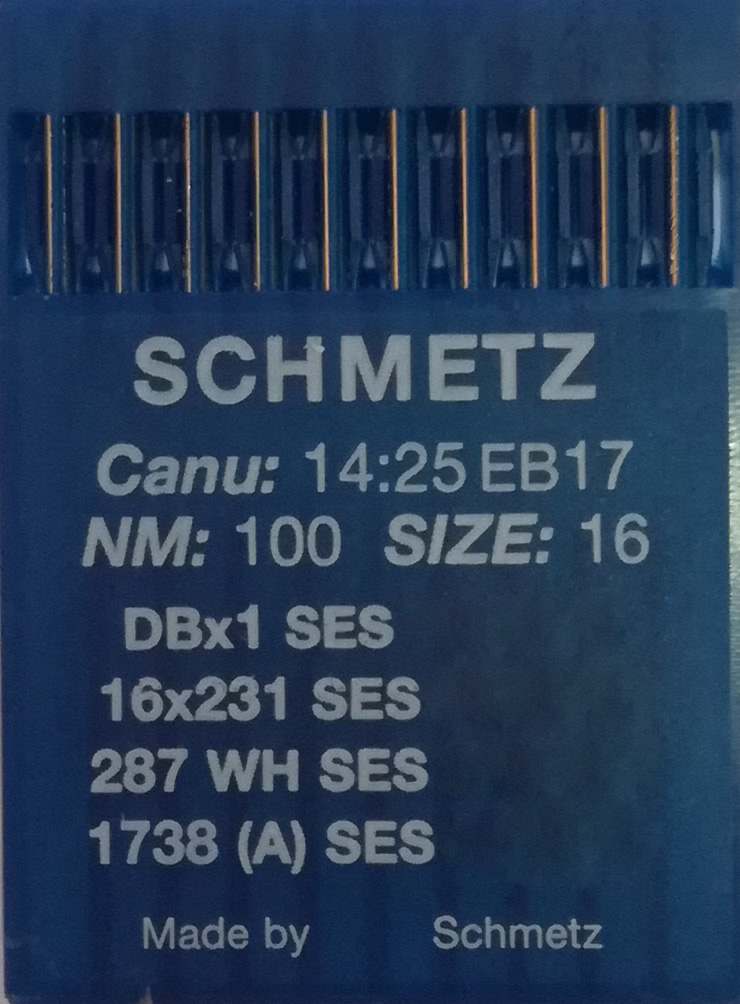 SCHMETZ
Canu: 14:25 EB17
NM: 100 SIZE: 16
DBx1 SES
16x231 SES
287 WH SES
1738 (A) SES
Made by Schmetz